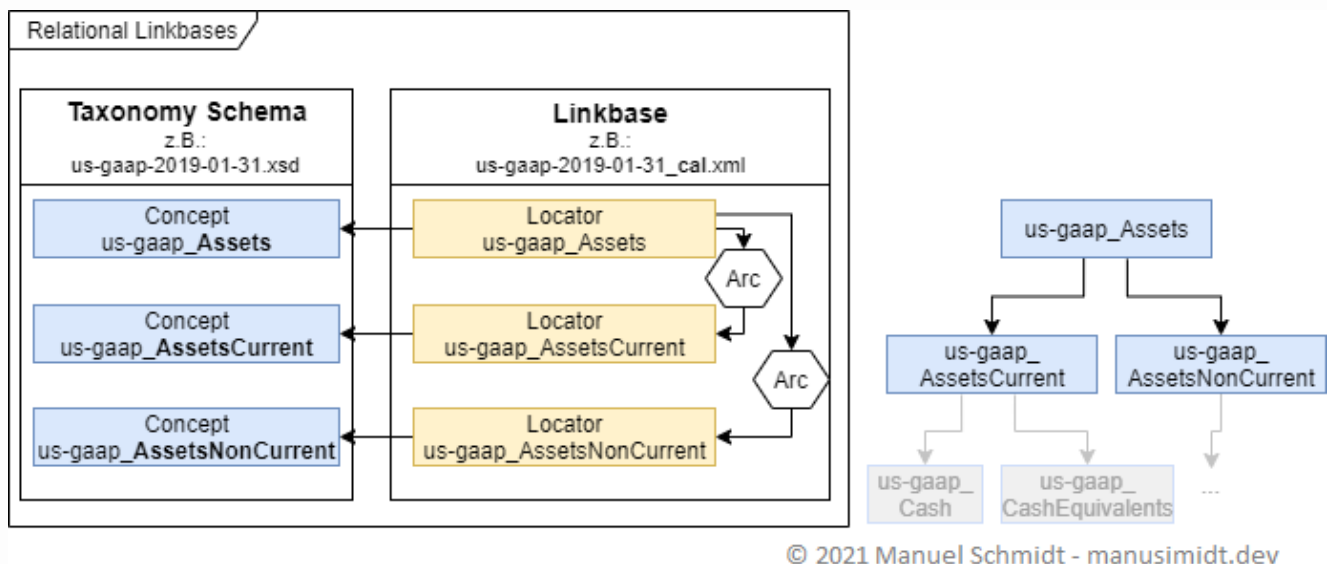 Relational Linkbases
Taxonomy Schema
z.B.:
us-gaap-2019-01-31.xsd
Concept
us-gaap_Assets
Concept
us-gaap_AssetsCurrent
Concept
us-gaap_AssetsNonCurrent
Linkbase
z.B.:
us-gaap-2019-01-31_cal.xml
Locator
us-gaap_Assets
Arc
Locator
us-gaap_AssetsCurrent
Arc
Locator
us-gaap_AssetsNonCurrent
us-gaap_Assets
us-gaap_
AssetsCurrent
us-gaap_
AssetsNonCurrent
us-gaap_
Cash
us-gaap_
CashEquivalents
...
© 2021 Manuel Schmidt - manusimidt.dev